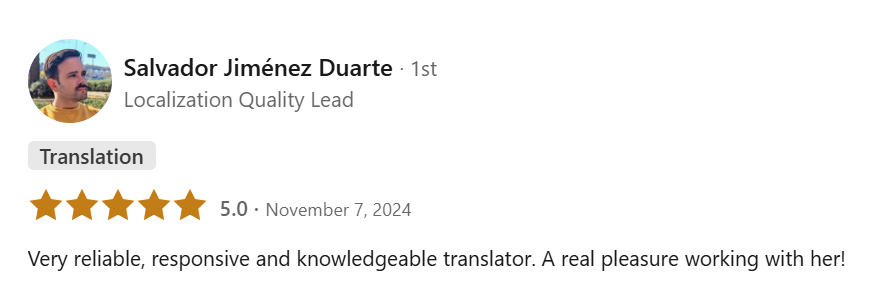 Salvador Jiménez Duarte · 1st
Localization Quality Lead
Translation
5.0 · November 7, 2024
Very reliable, responsive and knowledgeable translator. A real pleasure working with her!